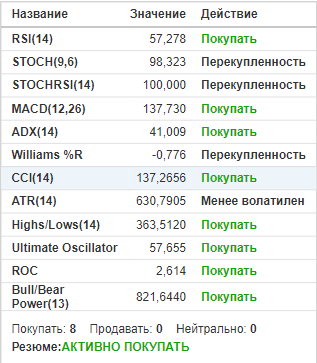 Название Значение Действие
RSI(14) 57,278 Покупать
STOCH(9,6) 98,323 Перекупленность
STOCHRSI(14) 100,000 Перекупленность
MACD(12,26) 137,730 Покупать
ADX(14) 41,009 Покупать
Williams %R -0,776 Перекупленность
CCI(14) 137,2656 Покупать
ATR(14) 630,7905 Менее волатилен
Highs/Lows(14) 363,5120 Покупать
Ultimate Oscillator 57,655 Покупать
ROC 2,614 Покупать
Bull/Bear
Power(13) 821,6440 Покупать
Покупать: 8 Продавать: 0 Нейтрально: 0
Резюме:АКТИВНО ПОКУПАТЬ